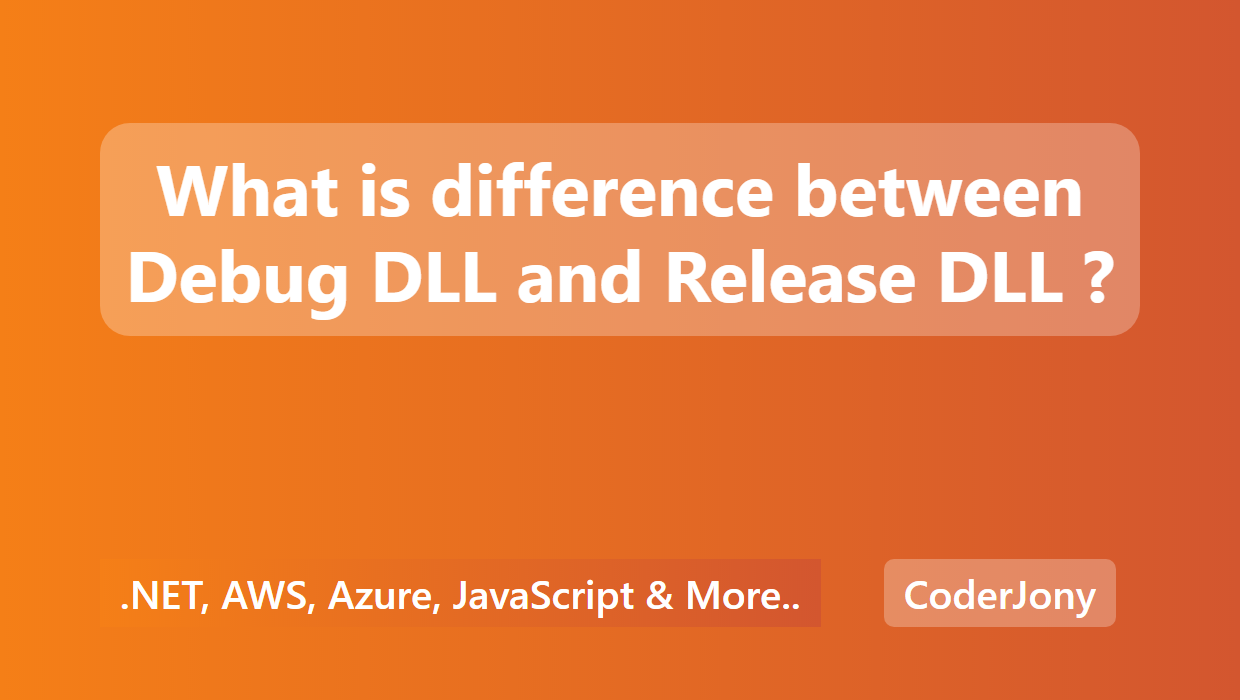 What is difference between
Debug DLL and Release DLL ?
.NET, AWS, Azure, JavaScript & More..
CoderJony